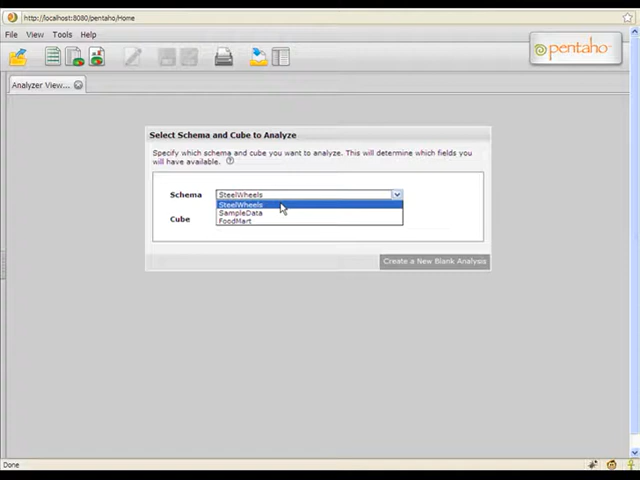 http://localhost:8080/pentaho/Home
File View Tools Help
pentaho
Analyzer View...
Select Schema and Cube to Analyze
Specify which schema and cube you want to analyze. This will determine which fields you
will have available.
Schema SteelWheels
SteelWheels
SampleData
FoodMart
Cube
Create a New Blank Analysis
Done